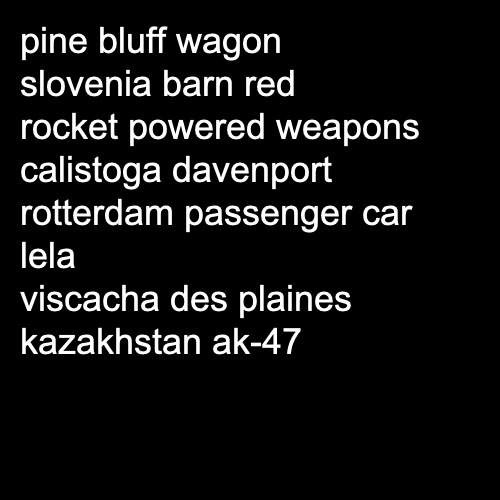 pine bluff wagon
slovenia barn red
rocket powered weapons
calistoga davenport
rotterdam passenger car
lela
viscacha des plaines
kazakhstan ak-47